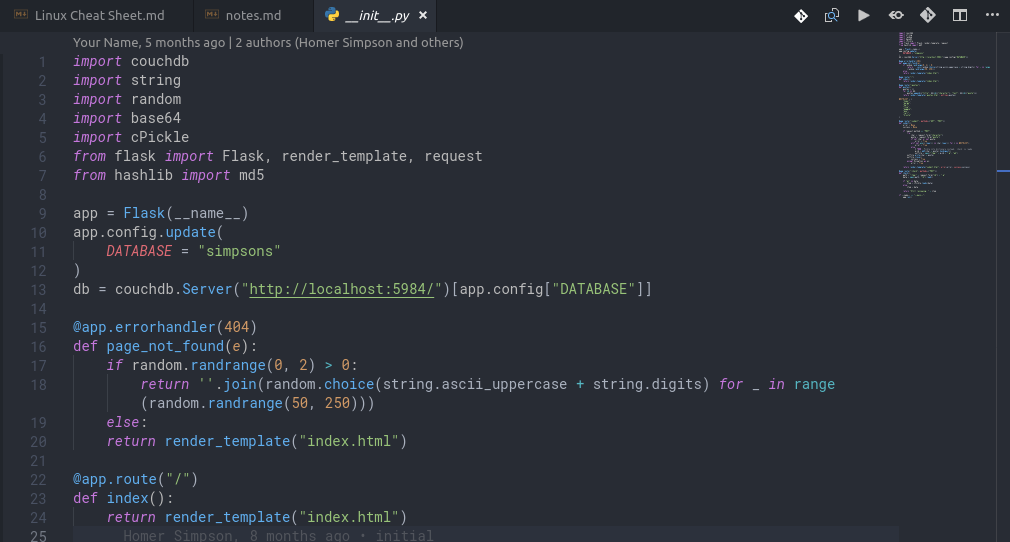 Linux Cheat Sheet.md notes.md __init__.py ×
Your Name, 5 months ago | 2 authors (Homer Simpson and others)
1 import couchdb
2 import string
3 import random
4 import base64
5 import cPickle
6 from flask import Flask, render_template, request
7 from hashlib import md5
8
9 app = Flask(__name__)
10 app.config.update(
11     DATABASE = "simpsons"
12 )
13 db = couchdb.Server("http://localhost:5984/")[app.config["DATABASE"]]
14
15 @app.errorhandler(404)
16 def page_not_found(e):
17     if random.randrange(0, 2) > 0:
18         return ''.join(random.choice(string.ascii_uppercase + string.digits) for _ in range
        (random.randrange(50, 250)))
19     else:
20     return render_template("index.html")
21
22 @app.route("/")
23 def index():
24     return render_template("index.html")
25       Homer Simpson, 8 months ago • initial